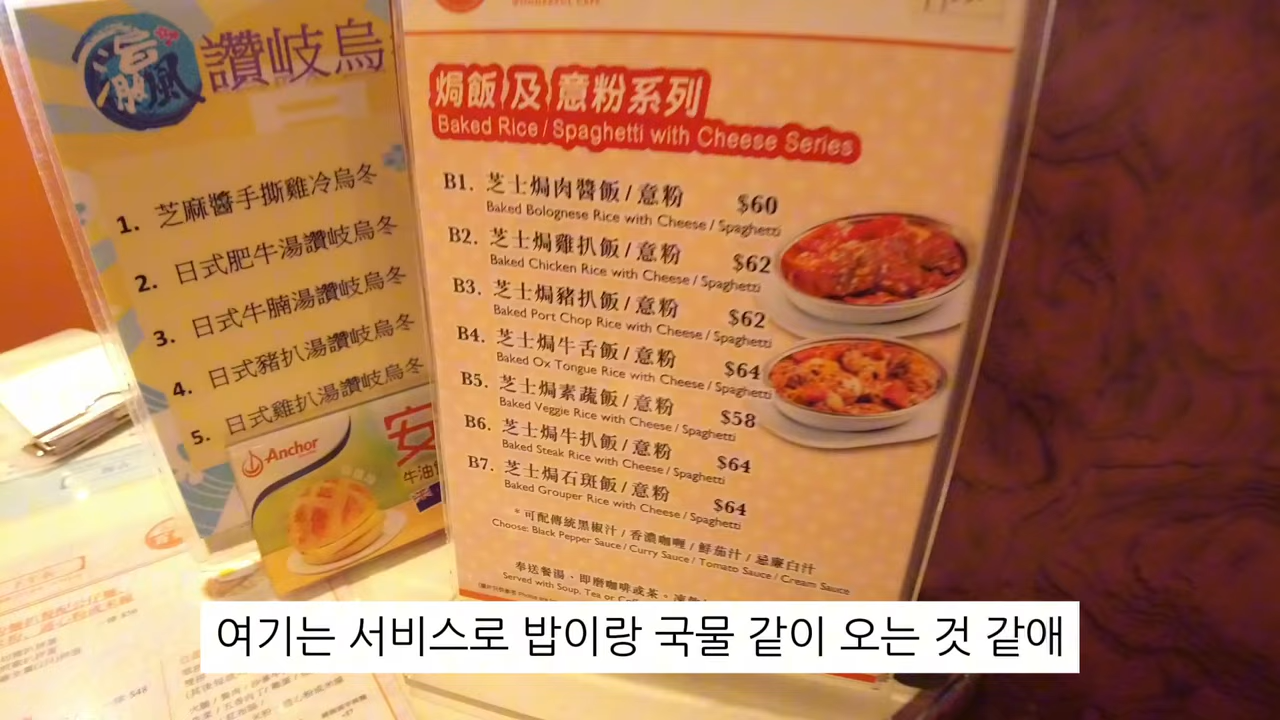 讚岐烏
1. 芝麻醬手撕雞冷烏冬
2. 日式肥牛湯讚岐烏冬
3. 日式牛腩湯讚岐烏冬
4. 日式豬扒湯讚岐烏冬
5. 日式雞扒湯讚岐烏冬
Anchor
安
牛油
WONDERFUL CAFE
焗飯及意粉系列
Baked Rice / Spaghetti with Cheese Series
B1. 芝士焗肉醬飯 / 意粉 $60
Baked Bolognese Rice with Cheese / Spaghetti
B2. 芝士焗雞扒飯 / 意粉 $62
Baked Chicken Rice with Cheese / Spaghetti
B3. 芝士焗豬扒飯 / 意粉 $62
Baked Port Chop Rice with Cheese / Spaghetti
B4. 芝士焗牛舌飯 / 意粉 $64
Baked Ox Tongue Rice with Cheese / Spaghetti
B5. 芝士焗素蔬飯 / 意粉 $58
Baked Veggie Rice with Cheese / Spaghetti
B6. 芝士焗牛扒飯 / 意粉 $64
Baked Steak Rice with Cheese / Spaghetti
B7. 芝士焗石斑飯 / 意粉 $64
Baked Grouper Rice with Cheese / Spaghetti
* 可配傳統黑椒汁 / 香濃咖喱 / 鮮茄汁 / 忌廉白汁
Choose: Black Pepper Sauce / Curry Sauce / Tomato Sauce / Cream Sauce
奉送餐湯、即磨咖啡或茶、凍飲
Served with Soup, Tea or
여기는 서비스로 밥이랑 국물 같이 오는 것 같애